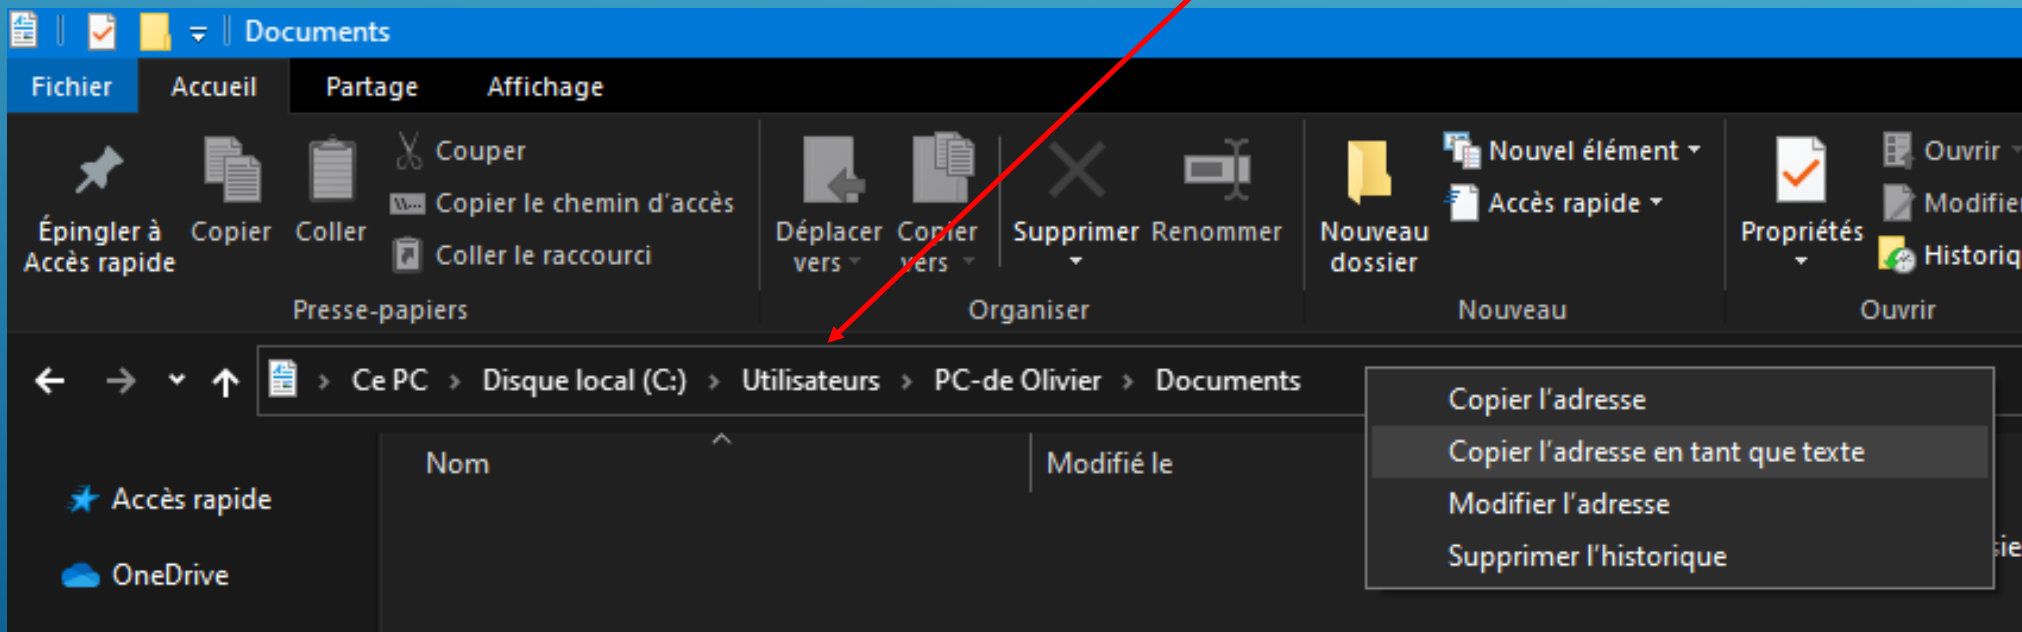 Documents
Fichier Accueil Partage Affichage
Épingler à
Accès rapide
Copier
Coller
Couper
Copier le chemin d'accès
Coller le raccourci
Presse-papiers
Déplacer
vers
Copier
vers
Supprimer
Renommer
Organiser
Nouveau
dossier
Nouvel élément
Accès rapide
Nouveau
Propriétés
Ouvrir
Modifier
Historiq
Ouvrir
Ce PC > Disque local (C:) > Utilisateurs > PC-de Olivier > Documents
Nom
Modifié le
Copier l'adresse
Copier l'adresse en tant que texte
Modifier l'adresse
Supprimer l'historique
Accès rapide
OneDrive